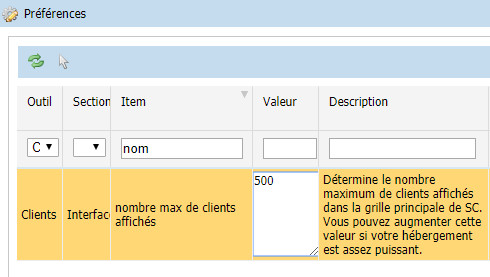 Préférences
Outil
Section
Item
Valeur
Description
C
nom
Clients
Interface
nombre max de clients
affichés
500
Détermine le nombre
maximum de clients affichés
dans la grille principale de SC.
Vous pouvez augmenter cette
valeur si votre hébergement
est assez puissant.